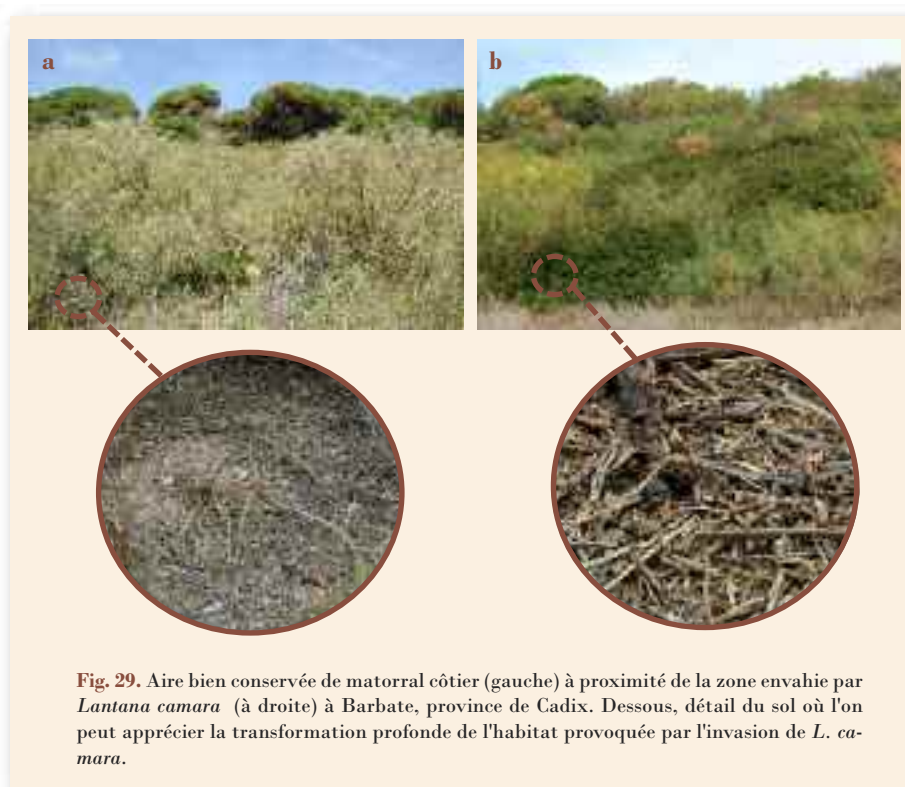 a
b
Fig. 29. Aire bien conservée de matorral côtier (gauche) à proximité de la zone envahie par
Lantana camara (à droite) à Barbate, province de Cadix. Dessous, détail du sol où l'on
peut apprécier la transformation profonde de l'habitat provoquée par l'invasion de L. ca-
mara.